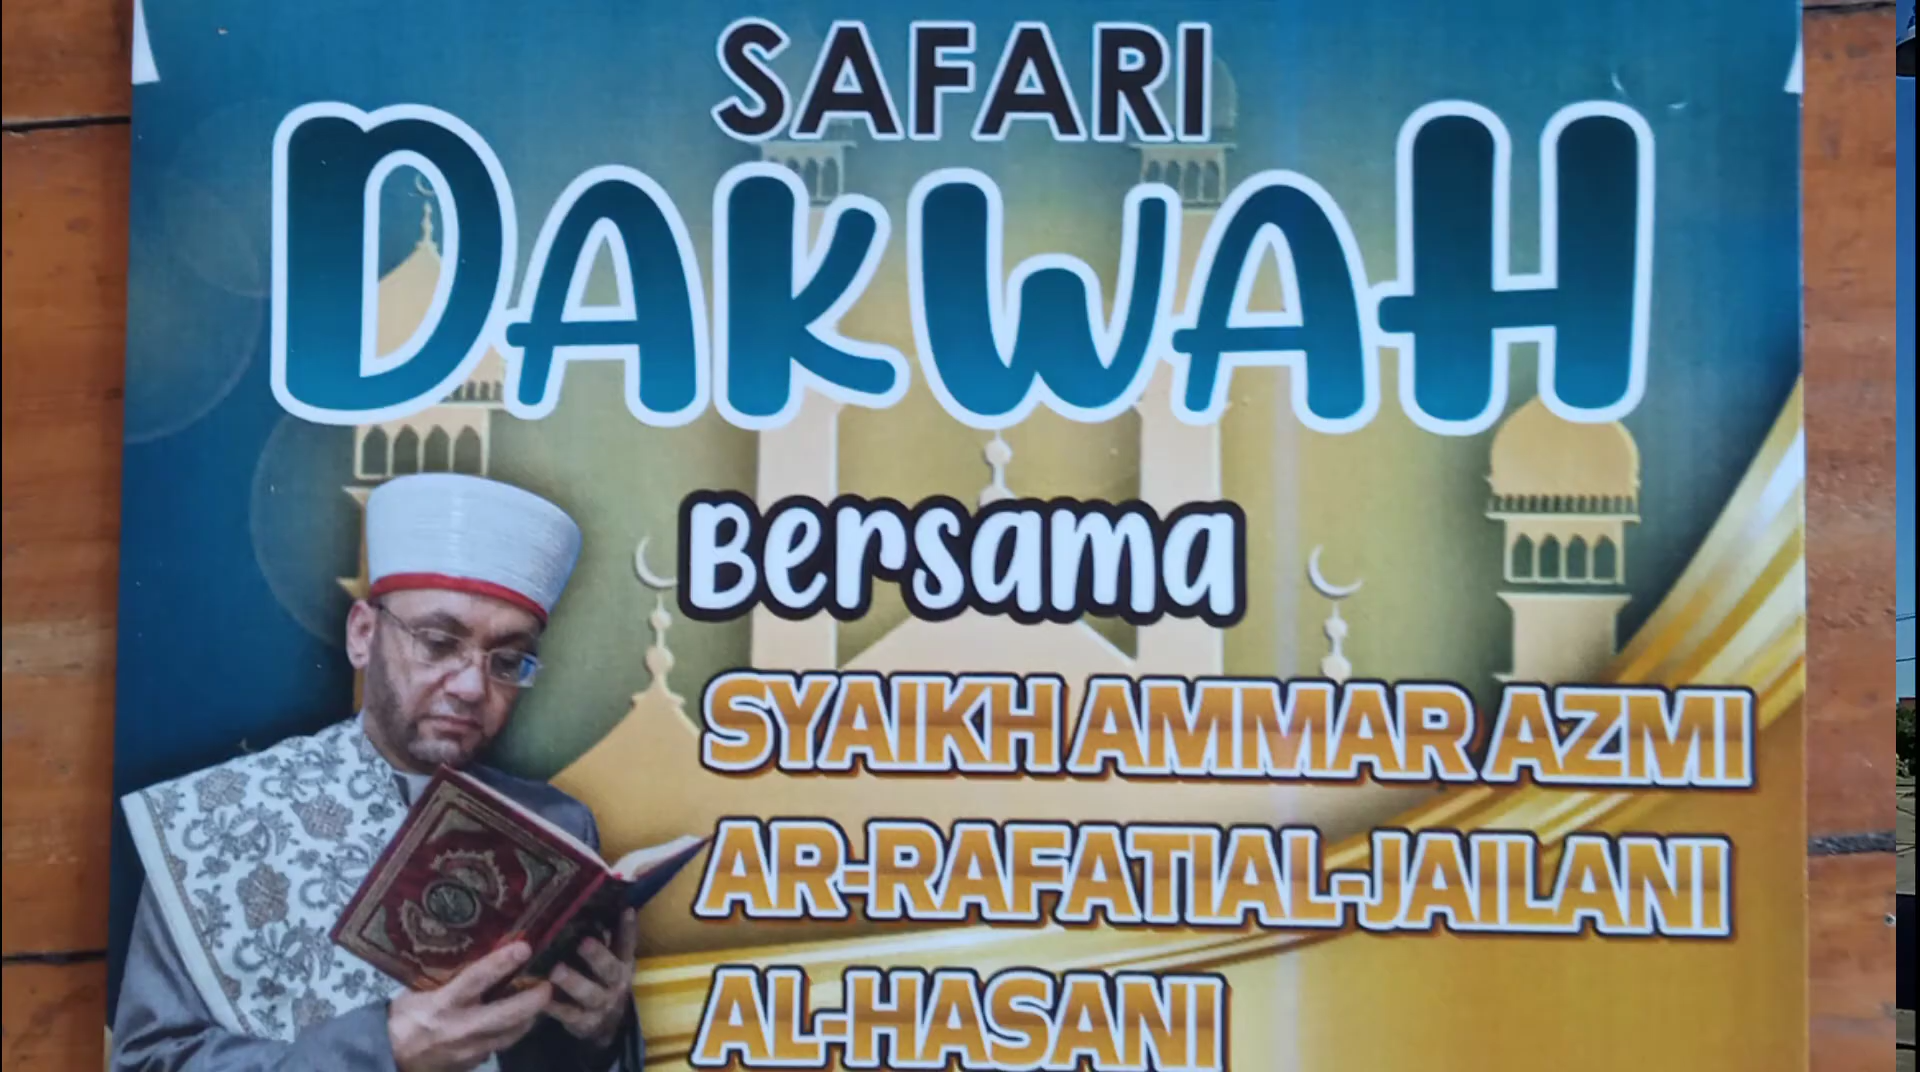 SAFARI
DAKWAH
Bersama
SYAIKH AMMAR AZMI
AR-RAFATI AL-JAILANI
AL-HASANI